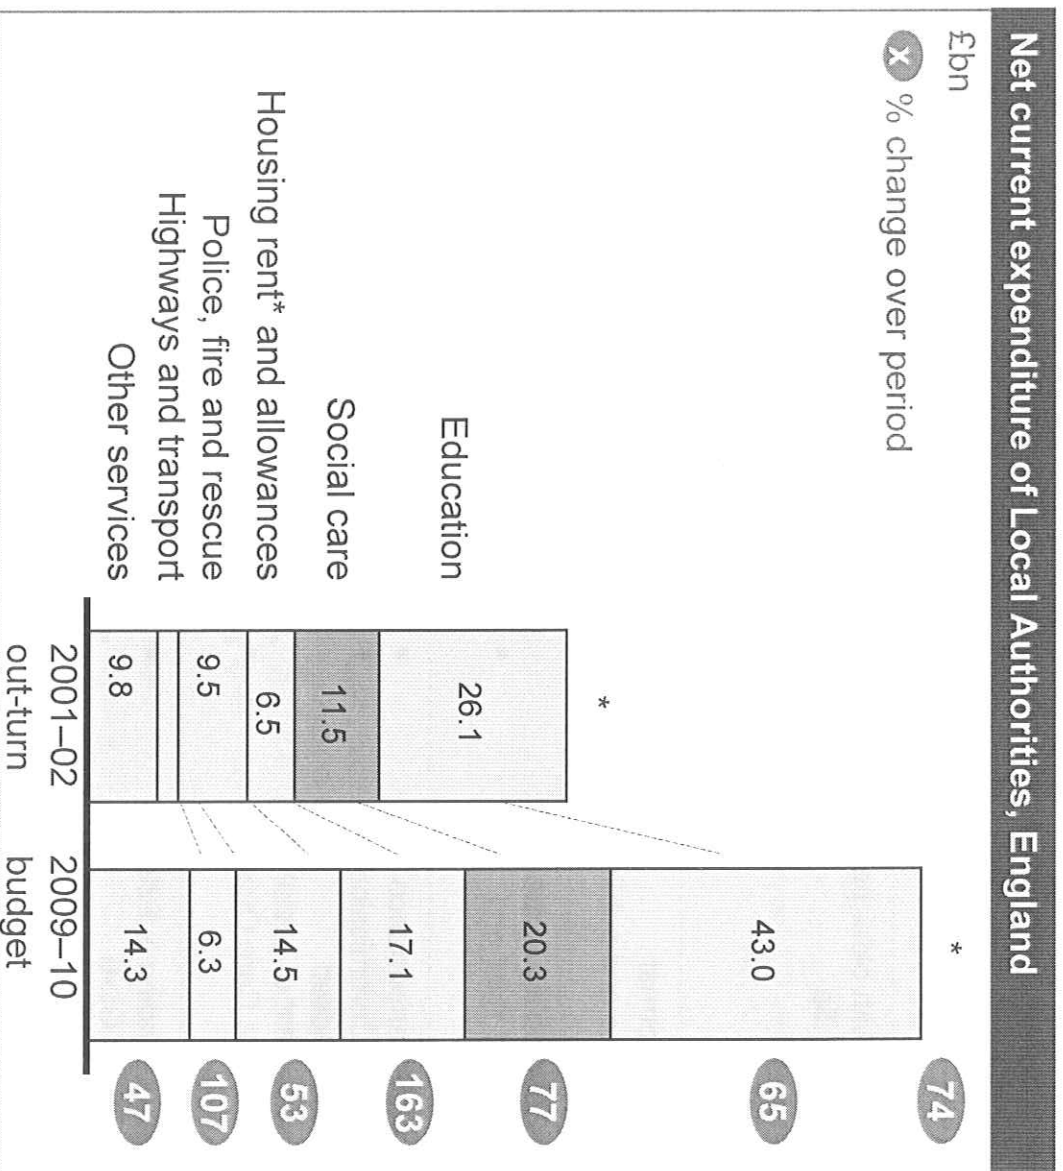 Net current expenditure of Local Authorities, England
£bn
x % change over period
* * 74
Education 26.1 43.0 65
Social care 11.5 20.3 77
Housing rent* and allowances 6.5 17.1 163
Police, fire and rescue 9.5 14.5 53
Highways and transport 6.3 107
Other services 9.8 14.3 47
2001–02 2009–10
out-turn budget